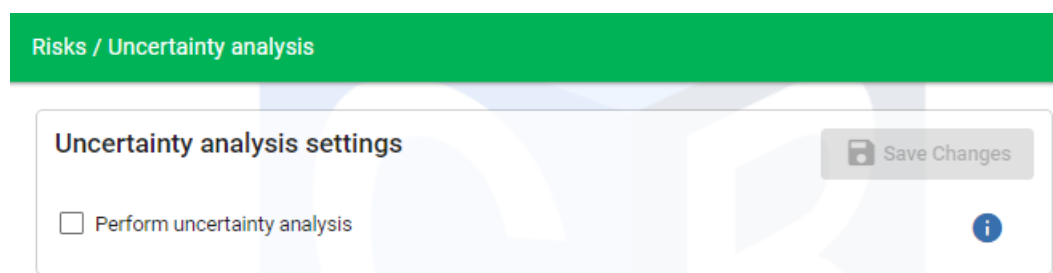 Risks / Uncertainty analysis
Uncertainty analysis settings
Save Changes
Perform uncertainty analysis